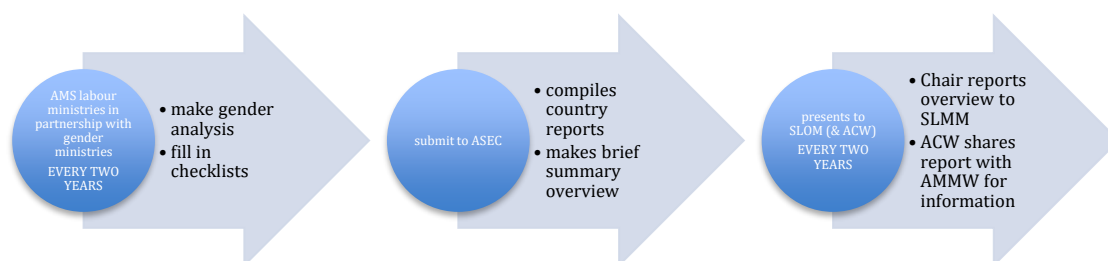 AMS labour
ministries in
partnership with
gender
ministries
EVERY TWO
YEARS
• make gender
analysis
• fill in
checklists
submit to ASEC
• compiles
country
reports
• makes brief
summary
overview
presents to
SLOM (& ACW)
EVERY TWO
YEARS
• Chair reports
overview to
SLMM
• ACW shares
report with
AMMW for
information